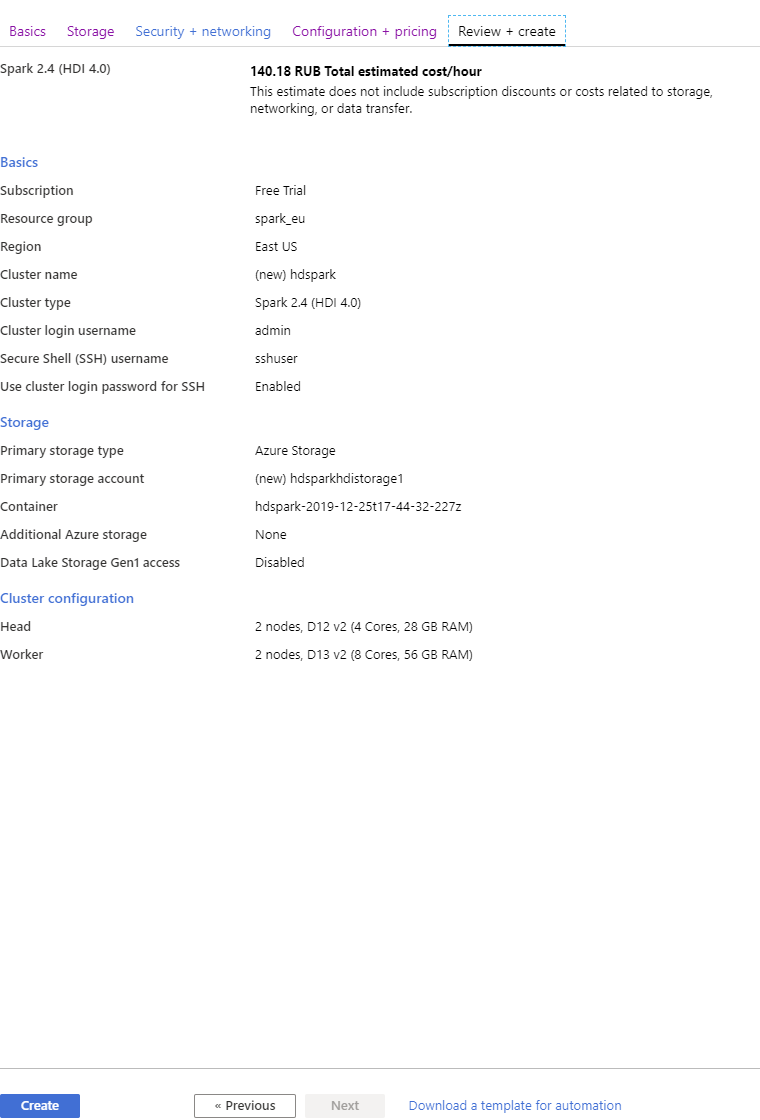 Basics Storage Security + networking Configuration + pricing Review + create
Spark 2.4 (HDI 4.0) 140.18 RUB Total estimated cost/hour
This estimate does not include subscription discounts or costs related to storage,
networking, or data transfer.
Basics
Subscription Free Trial
Resource group spark_eu
Region East US
Cluster name (new) hdspark
Cluster type Spark 2.4 (HDI 4.0)
Cluster login username admin
Secure Shell (SSH) username sshuser
Use cluster login password for SSH Enabled
Storage
Primary storage type Azure Storage
Primary storage account (new) hdsparkhdistorage1
Container hdspark-2019-12-25t17-44-32-227z
Additional Azure storage None
Data Lake Storage Gen1 access Disabled
Cluster configuration
Head 2 nodes, D12 v2 (4 Cores, 28 GB RAM)
Worker 2 nodes, D13 v2 (8 Cores, 56 GB RAM)
Create « Previous Next Download a template for automation